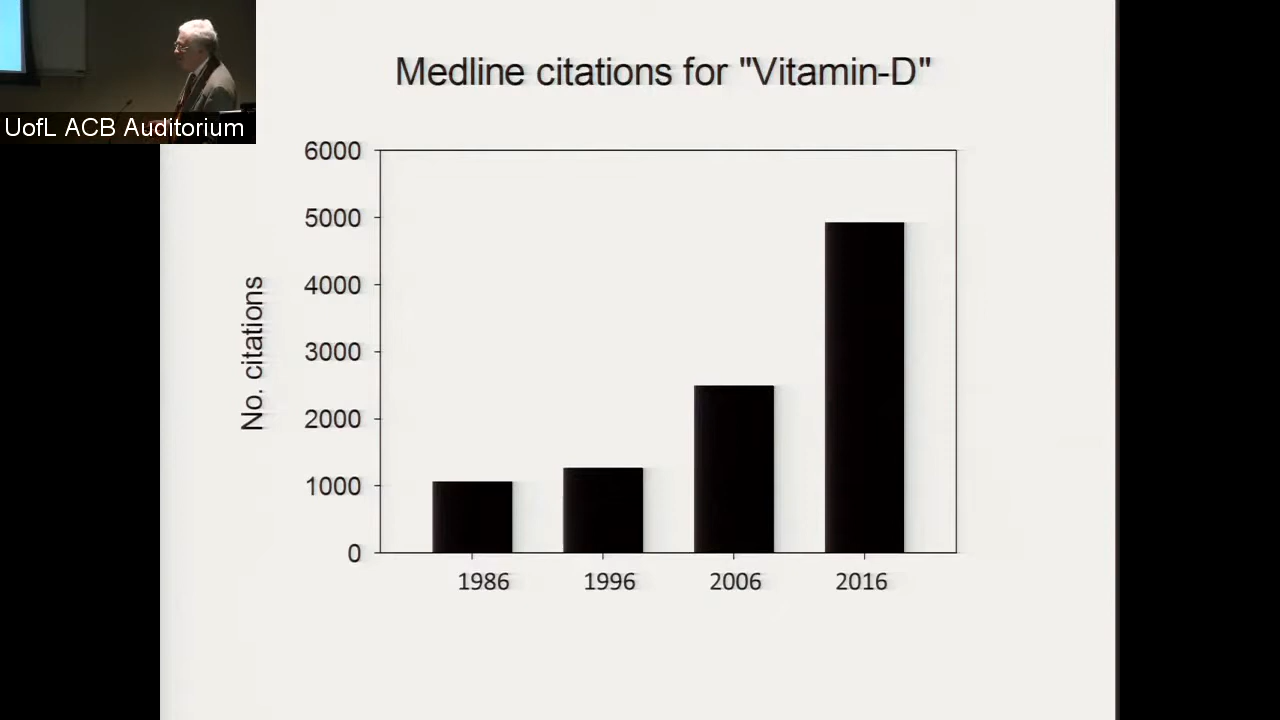 UofL ACB Auditorium
Medline citations for "Vitamin-D"
No. citations
6000
5000
4000
3000
2000
1000
0
1986 1996 2006 2016